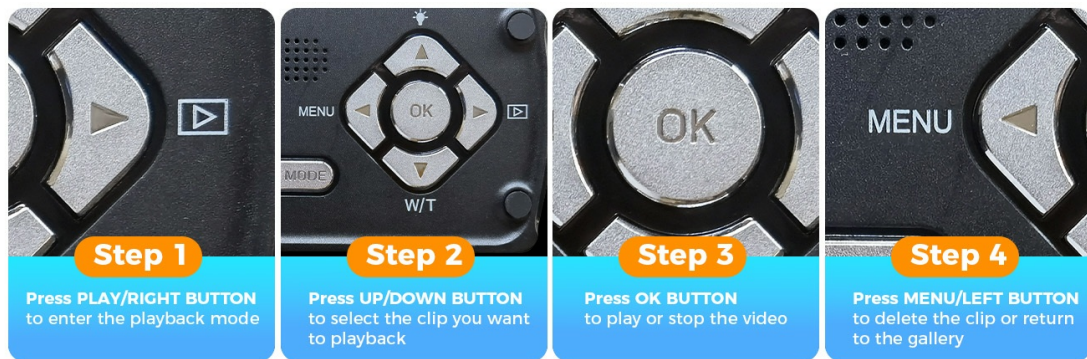 Step 1
Press PLAY/RIGHT BUTTON
to enter the playback mode
MENU
OK
MODE
W/T
Step 2
Press UP/DOWN BUTTON
to select the clip you want
to playback
OK
Step 3
Press OK BUTTON
to play or stop the video
MENU
Step 4
Press MENU/LEFT BUTTON
to delete the clip or return
to the gallery